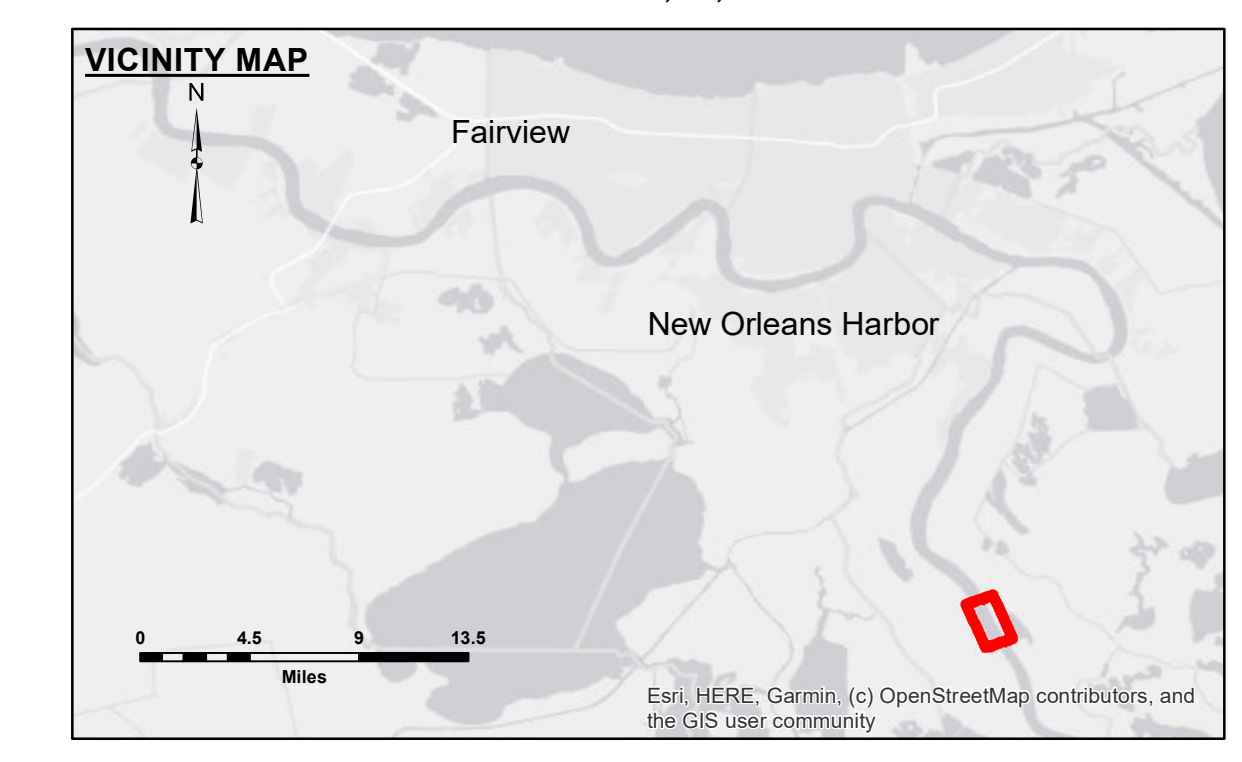 VICINITY MAP
N
Fairview
New Orleans Harbor
0 4.5 9 13.5
Miles
Esri, HERE, Garmin, (c) OpenStreetMap contributors, and
the GIS user community